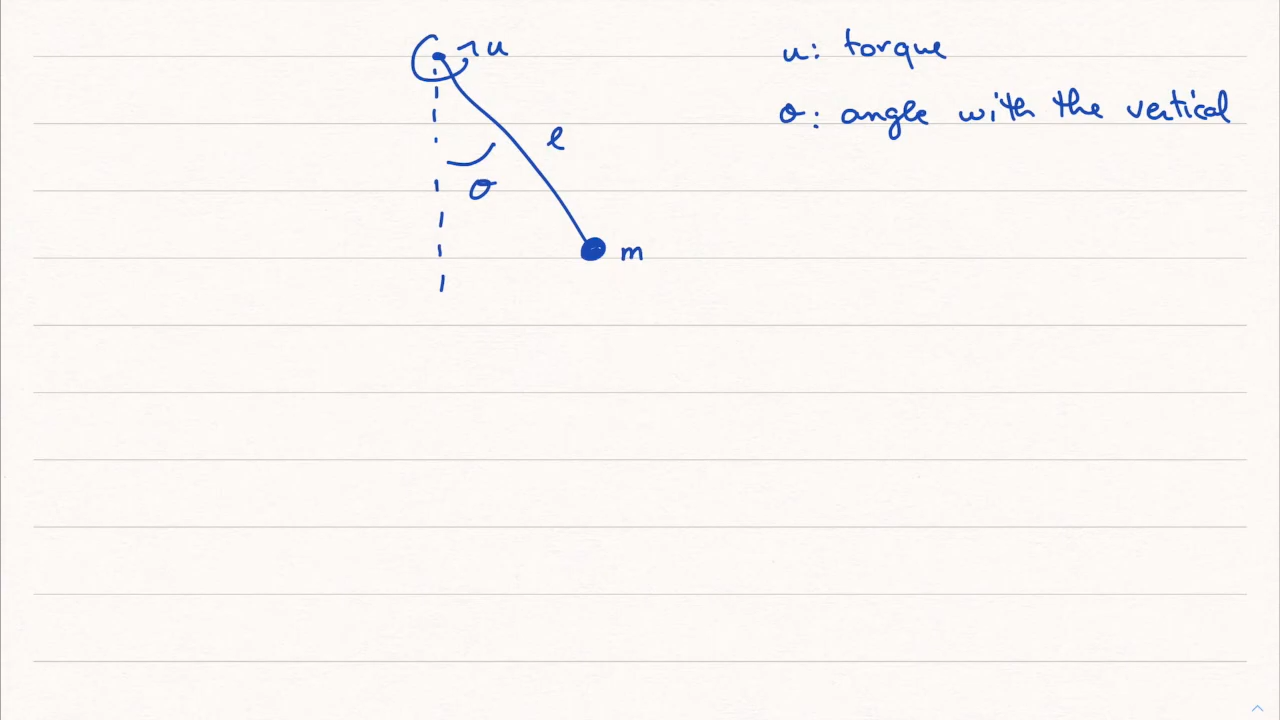 u
u: torque
θ: angle with the vertical
l
θ
m